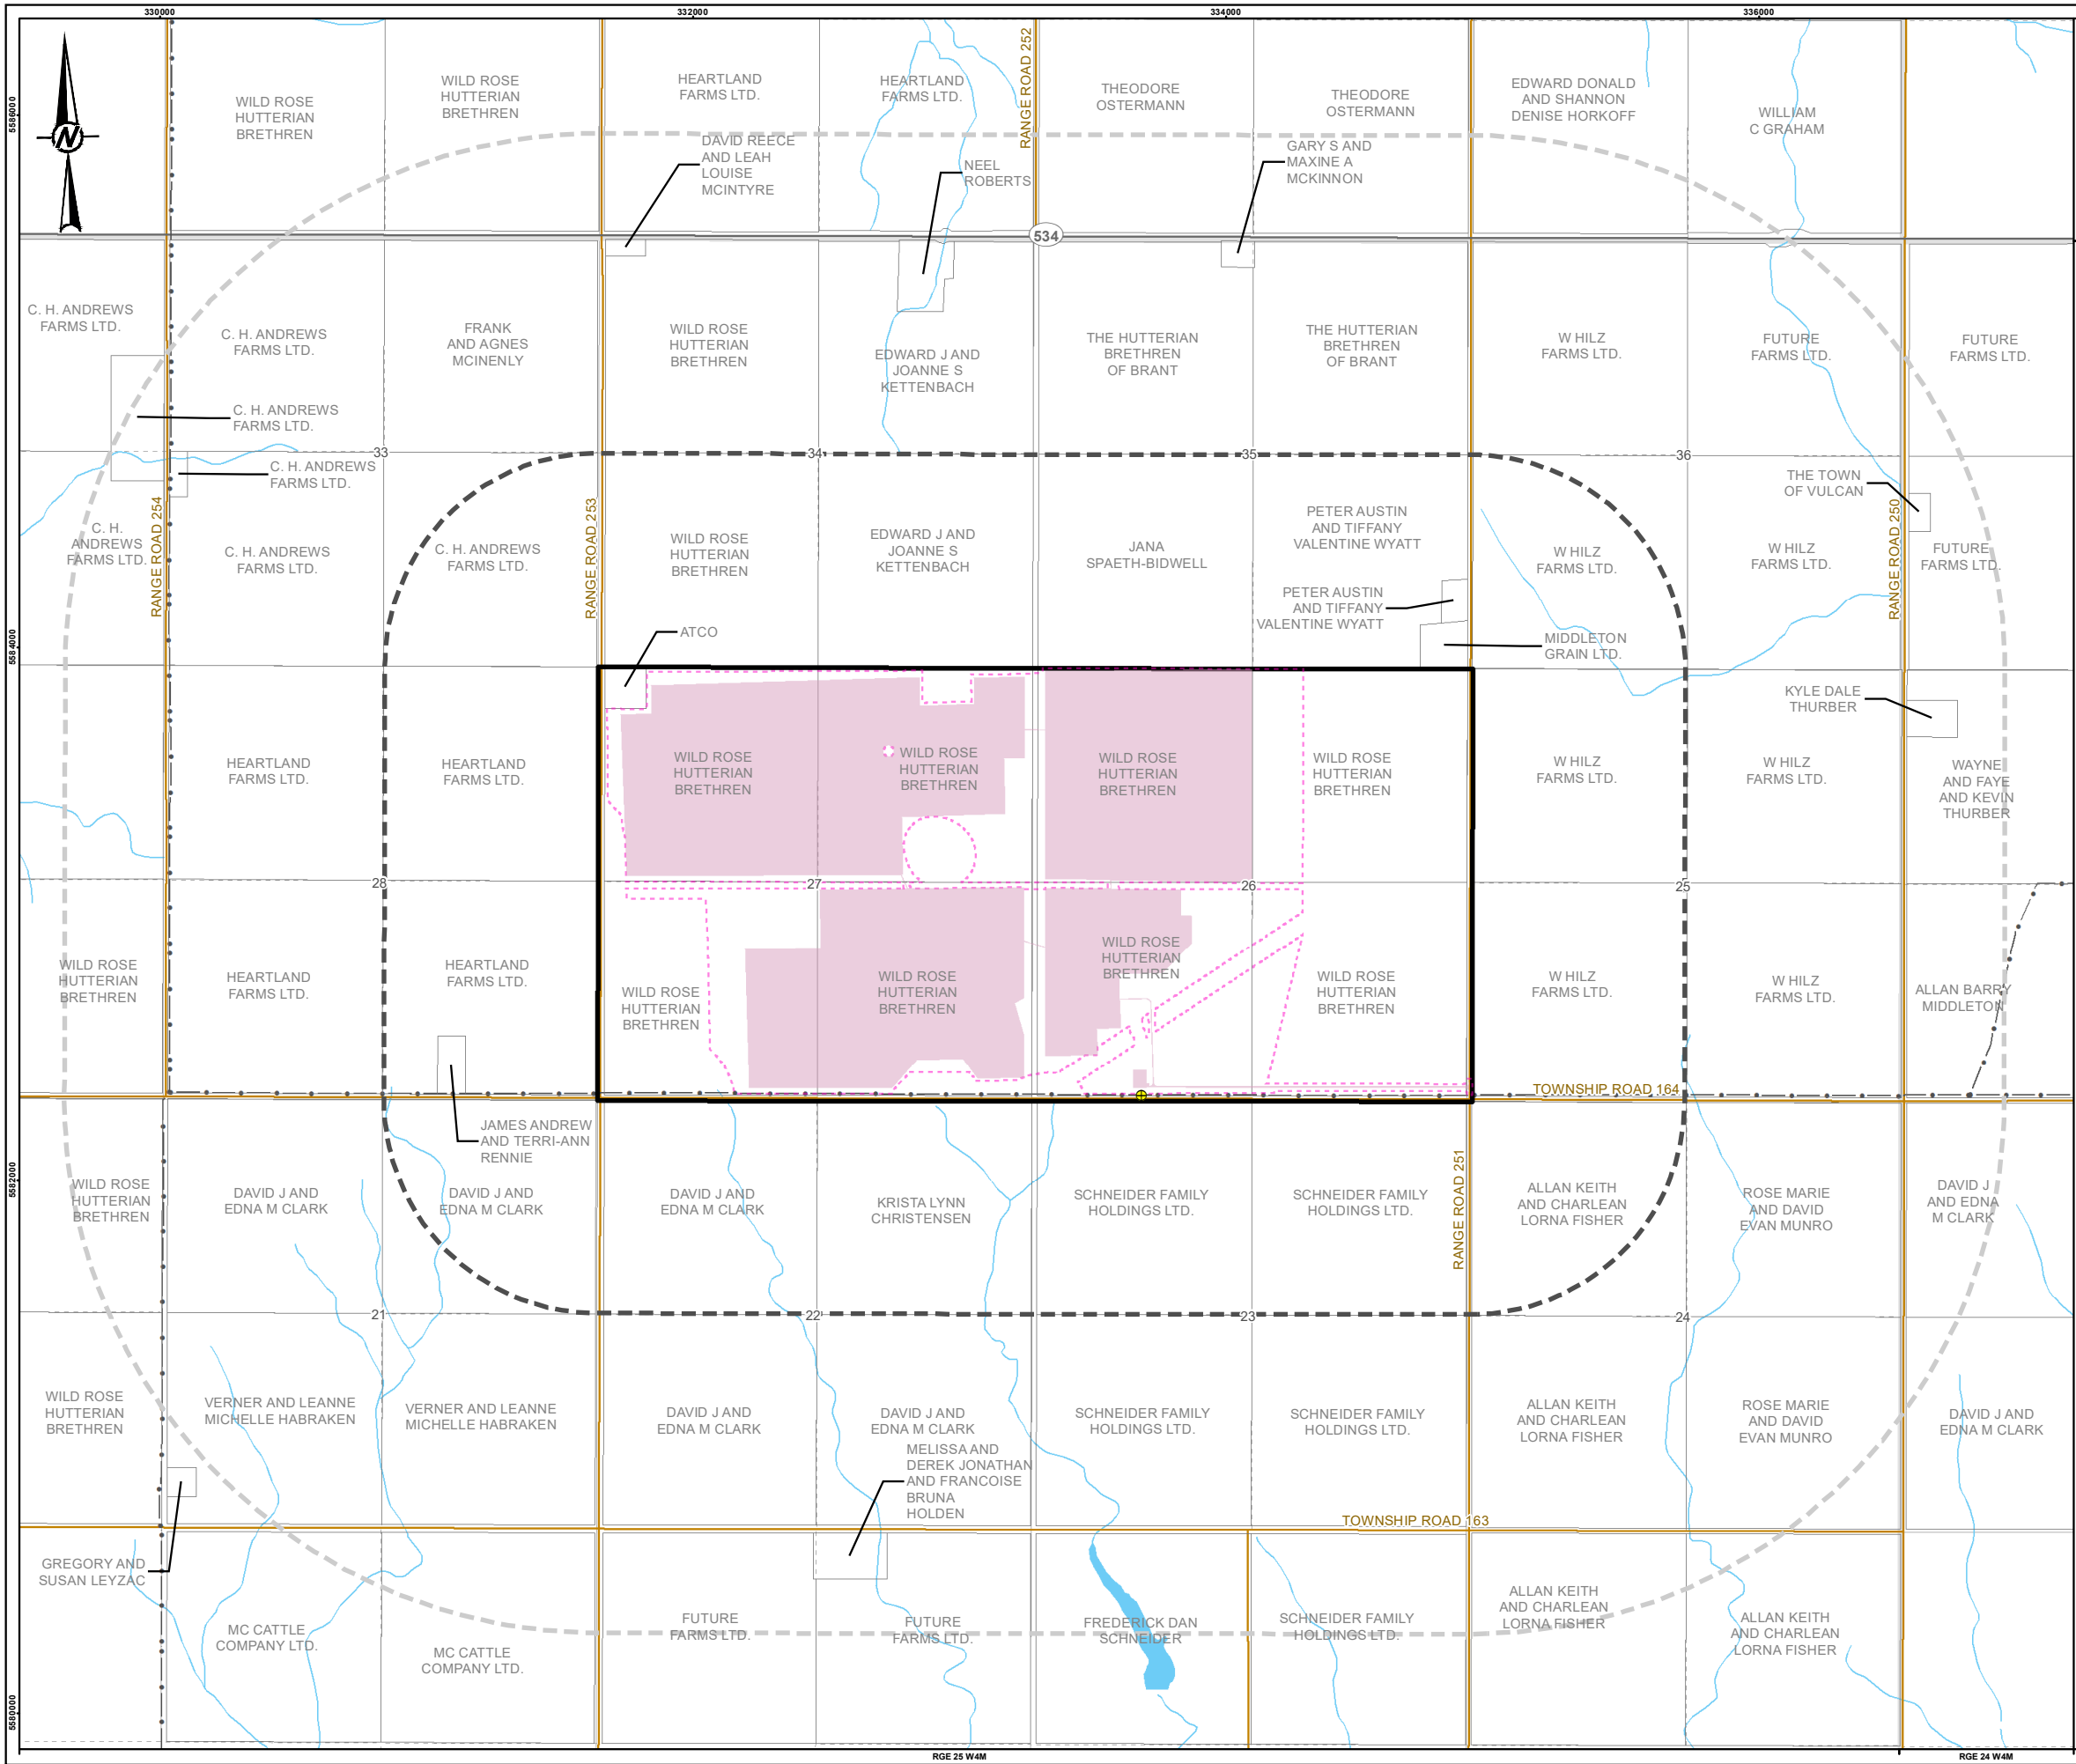 330000
332000
334000
336000
5586000
5584000
5582000
5580000
N
WILD ROSE
HUTTERIAN
BRETHREN
WILD ROSE
HUTTERIAN
BRETHREN
HEARTLAND
FARMS LTD.
HEARTLAND
FARMS LTD.
RANGE ROAD 252
THEODORE
OSTERMANN
THEODORE
OSTERMANN
EDWARD DONALD
AND SHANNON
DENISE HORKOFF
WILLIAM
C GRAHAM
DAVID REECE
AND LEAH
LOUISE
MCINTYRE
NEEL
ROBERTS
GARY S AND
MAXINE A
MCKINNON
534
C. H. ANDREWS
FARMS LTD.
C. H. ANDREWS
FARMS LTD.
FRANK
AND AGNES
MCINENLY
WILD ROSE
HUTTERIAN
BRETHREN
EDWARD J AND
JOANNE S
KETTENBACH
THE HUTTERIAN
BRETHREN
OF BRANT
THE HUTTERIAN
BRETHREN
OF BRANT
W HILZ
FARMS LTD.
FUTURE
FARMS LTD.
FUTURE
FARMS LTD.
C. H. ANDREWS
FARMS LTD.
C. H. ANDREWS
FARMS LTD.
33
34
35
36
THE TOWN
OF VULCAN
RANGE ROAD 254
RANGE ROAD 253
RANGE ROAD 250
C. H.
ANDREWS
FARMS LTD.
C. H. ANDREWS
FARMS LTD.
C. H. ANDREWS
FARMS LTD.
WILD ROSE
HUTTERIAN
BRETHREN
EDWARD J AND
JOANNE S
KETTENBACH
JANA
SPAETH-BIDWELL
PETER AUSTIN
AND TIFFANY
VALENTINE WYATT
W HILZ
FARMS LTD.
W HILZ
FARMS LTD.
FUTURE
FARMS LTD.
PETER AUSTIN
AND TIFFANY
VALENTINE WYATT
ATCO
MIDDLETON
GRAIN LTD.
KYLE DALE
THURBER
HEARTLAND
FARMS LTD.
HEARTLAND
FARMS LTD.
WILD ROSE
HUTTERIAN
BRETHREN
WILD ROSE
HUTTERIAN
BRETHREN
WILD ROSE
HUTTERIAN
BRETHREN
WILD ROSE
HUTTERIAN
BRETHREN
W HILZ
FARMS LTD.
W HILZ
FARMS LTD.
WAYNE
AND FAYE
AND KEVIN
THURBER
28
27
26
25
WILD ROSE
HUTTERIAN
BRETHREN
HEARTLAND
FARMS LTD.
HEARTLAND
FARMS LTD.
WILD ROSE
HUTTERIAN
BRETHREN
WILD ROSE
HUTTERIAN
BRETHREN
WILD ROSE
HUTTERIAN
BRETHREN
WILD ROSE
HUTTERIAN
BRETHREN
W HILZ
FARMS LTD.
W HILZ
FARMS LTD.
ALLAN BARRY
MIDDLETON
TOWNSHIP ROAD 164
JAMES ANDREW
AND TERRI-ANN
RENNIE
RANGE ROAD 251
WILD ROSE
HUTTERIAN
BRETHREN
DAVID J AND
EDNA M CLARK
DAVID J AND
EDNA M CLARK
DAVID J AND
EDNA M CLARK
KRISTA LYNN
CHRISTENSEN
SCHNEIDER FAMILY
HOLDINGS LTD.
SCHNEIDER FAMILY
HOLDINGS LTD.
ALLAN KEITH
AND CHARLEAN
LORNA FISHER
ROSE MARIE
AND DAVID
EVAN MUNRO
DAVID J
AND EDNA
M CLARK
21
22
23
24
WILD ROSE
HUTTERIAN
BRETHREN
VERNER AND LEANNE
MICHELLE HABRAKEN
VERNER AND LEANNE
MICHELLE HABRAKEN
DAVID J AND
EDNA M CLARK
DAVID J AND
EDNA M CLARK
SCHNEIDER FAMILY
HOLDINGS LTD.
SCHNEIDER FAMILY
HOLDINGS LTD.
ALLAN KEITH
AND CHARLEAN
LORNA FISHER
ROSE MARIE
AND DAVID
EVAN MUNRO
DAVID J AND
EDNA M CLARK
MELISSA AND
DEREK JONATHAN
AND FRANCOISE
BRUNA
HOLDEN
TOWNSHIP ROAD 163
GREGORY AND
SUSAN LEYZAC
MC CATTLE
COMPANY LTD.
MC CATTLE
COMPANY LTD.
FUTURE
FARMS LTD.
FUTURE
FARMS LTD.
FREDERICK DAN
SCHNEIDER
SCHNEIDER FAMILY
HOLDINGS LTD.
ALLAN KEITH
AND CHARLEAN
LORNA FISHER
ALLAN KEITH
AND CHARLEAN
LORNA FISHER
RGE 25 W4M
RGE 24 W4M